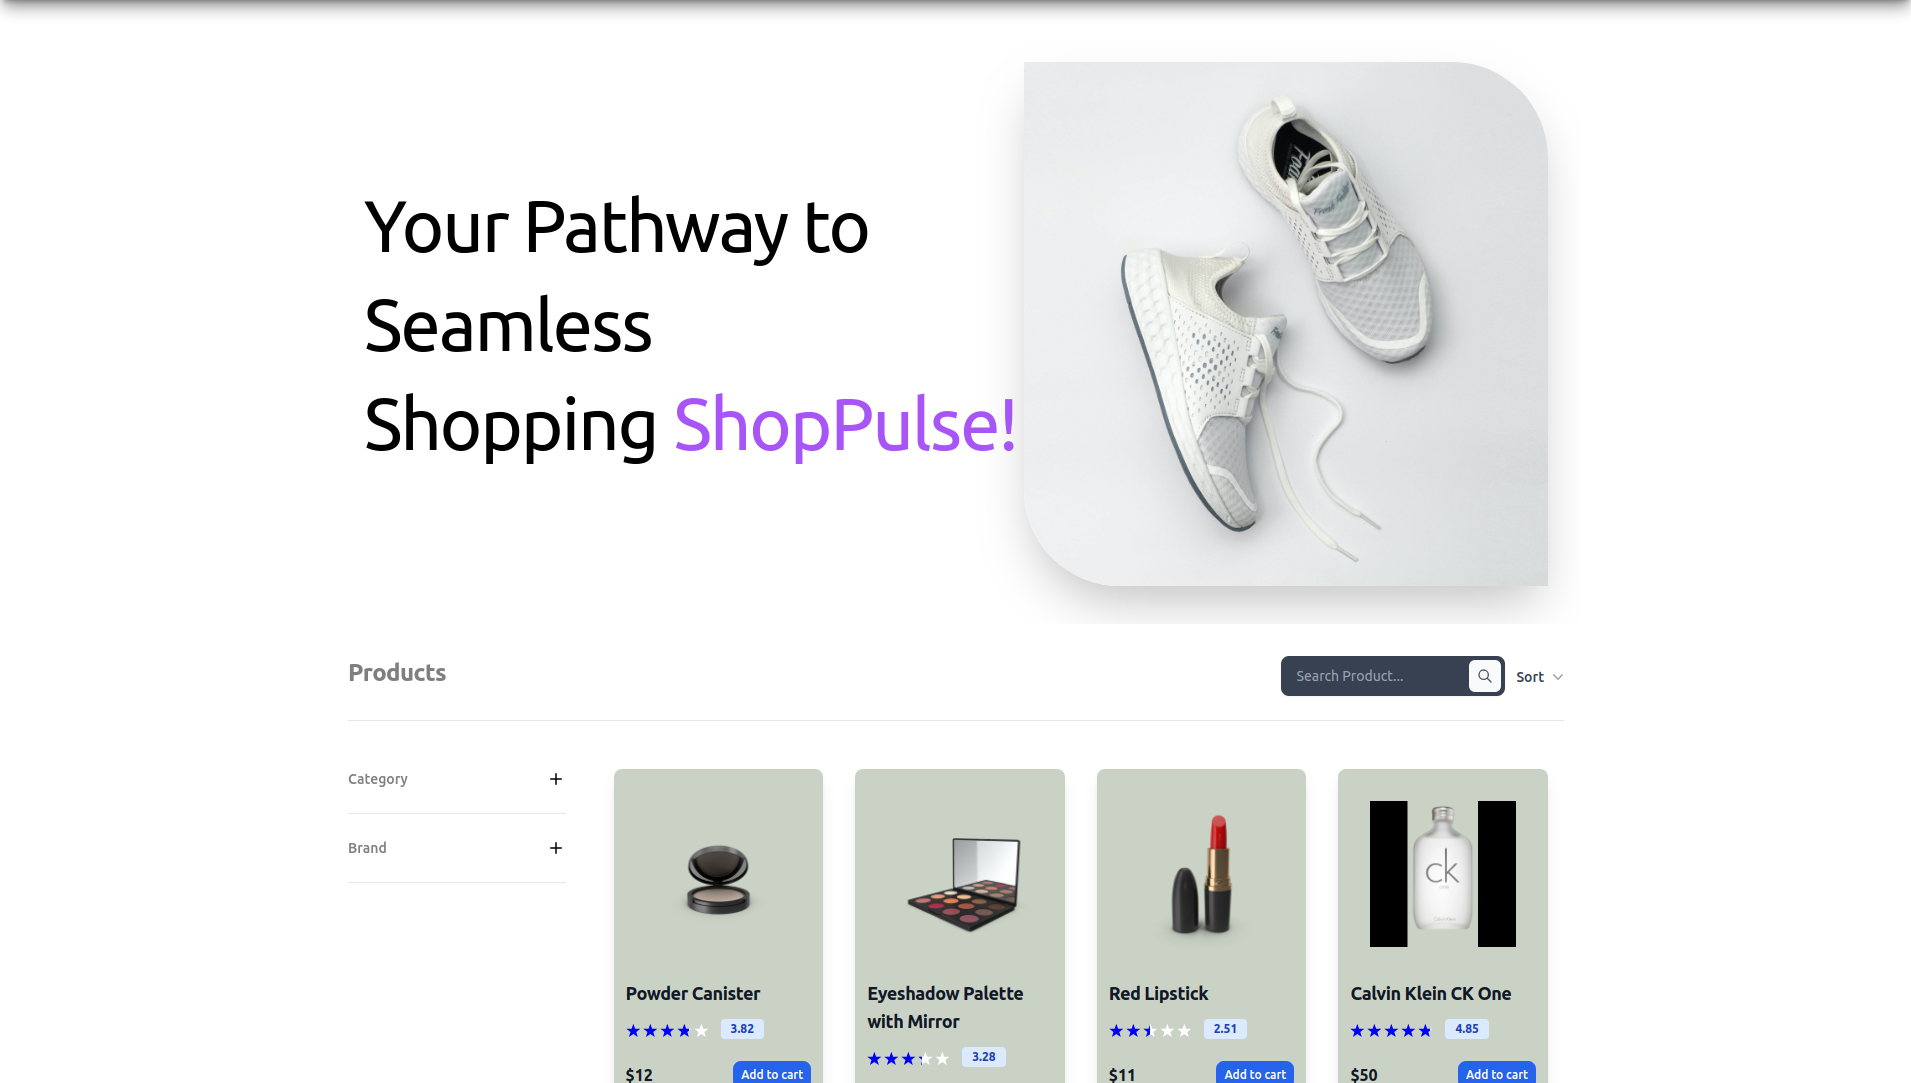 Your Pathway to
Seamless
Shopping ShopPulse!
Products
Search Product...
Sort
Category
Brand
Powder Canister
3.82
$12
Add to cart
Eyeshadow Palette
with Mirror
3.28
Red Lipstick
2.51
$11
Add to cart
ck
one
Calvin Klein CK One
4.85
$50
Add to cart